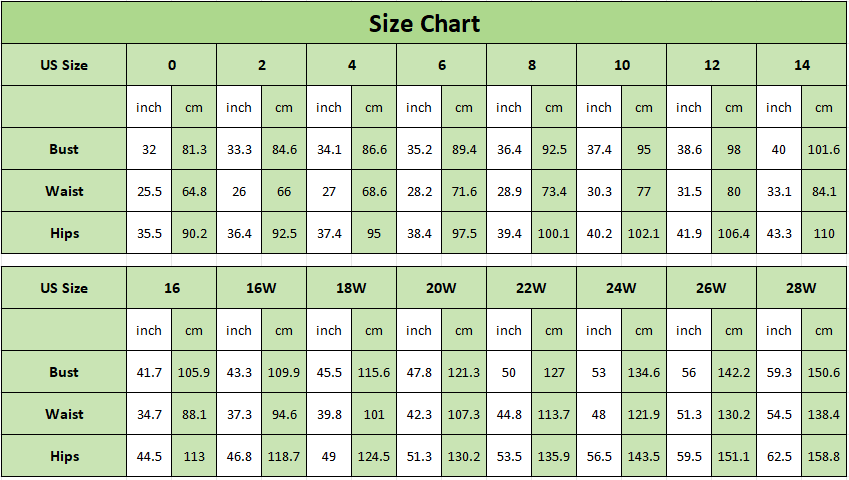 Size Chart
US Size 0 2 4 6 8 10 12 14
inch cm inch cm inch cm inch cm inch cm inch cm inch cm inch cm
Bust 32 81.3 33.3 84.6 34.1 86.6 35.2 89.4 36.4 92.5 37.4 95 38.6 98 40 101.6
Waist 25.5 64.8 26 66 27 68.6 28.2 71.6 28.9 73.4 30.3 77 31.5 80 33.1 84.1
Hips 35.5 90.2 36.4 92.5 37.4 95 38.4 97.5 39.4 100.1 40.2 102.1 41.9 106.4 43.3 110
US Size 16 16W 18W 20W 22W 24W 26W 28W
inch cm inch cm inch cm inch cm inch cm inch cm inch cm inch cm
Bust 41.7 105.9 43.3 109.9 45.5 115.6 47.8 121.3 50 127 53 134.6 56 142.2 59.3 150.6
Waist 34.7 88.1 37.3 94.6 39.8 101 42.3 107.3 44.8 113.7 48 121.9 51.3 130.2 54.5 138.4
Hips 44.5 113 46.8 118.7 49 124.5 51.3 130.2 53.5 135.9 56.5 143.5 59.5 151.1 62.5 158.8